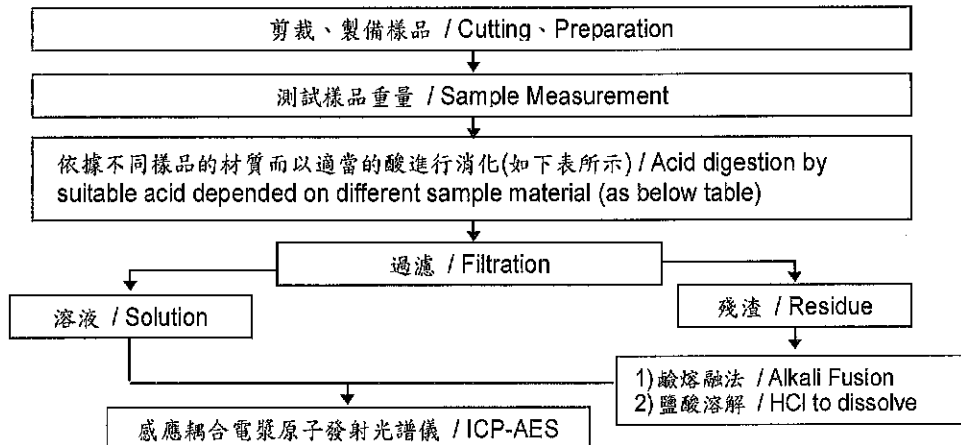 剪裁、製備樣品 / Cutting、Preparation
測試樣品重量 / Sample Measurement
依據不同樣品的材質而以適當的酸進行消化(如下表所示) / Acid digestion by
suitable acid depended on different sample material (as below table)
過濾 / Filtration
溶液 / Solution
殘渣 / Residue
1) 鹼熔融法 / Alkali Fusion
2) 鹽酸溶解 / HCl to dissolve
感應耦合電漿原子發射光譜儀 / ICP-AES